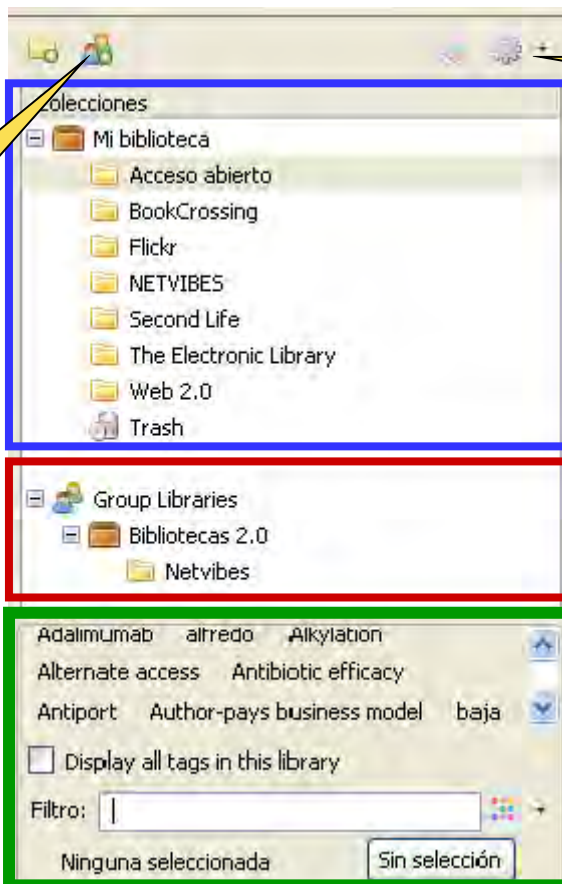 Colecciones
Mi biblioteca
Acceso abierto
BookCrossing
Flickr
NETVIBES
Second Life
The Electronic Library
Web 2.0
Trash
Group Libraries
Bibliotecas 2.0
Netvibes
Adalimumab alfredo Alkylation
Alternate access Antibiotic efficacy
Antiport Author-pays business model baja
Display all tags in this library
Filtro:
Ninguna seleccionada Sin selección